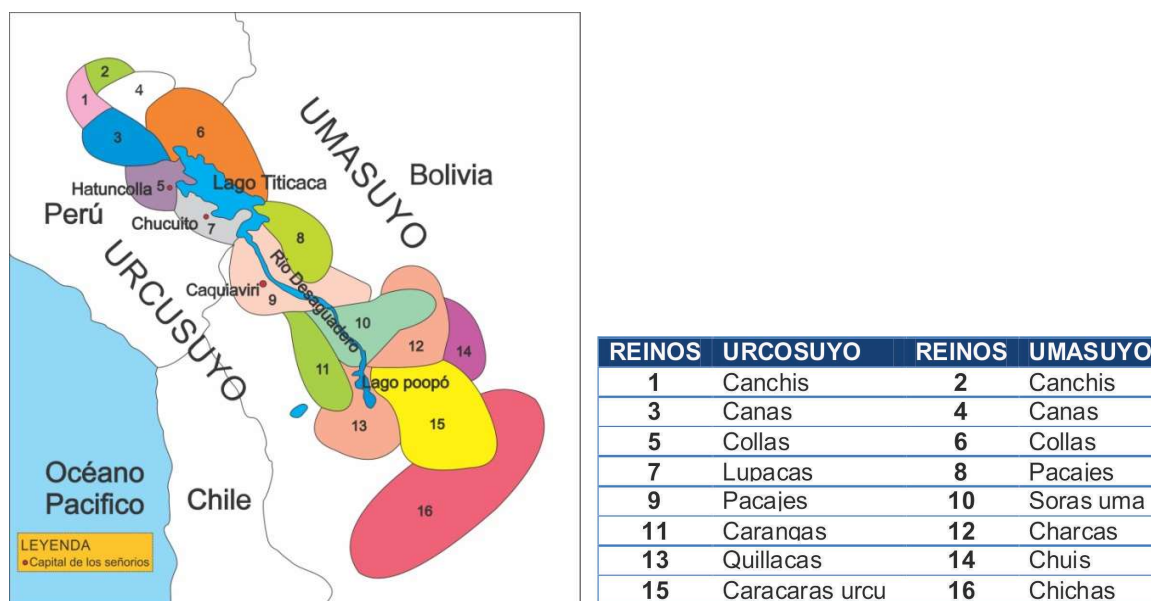 2
4
1
3
6
UMASUYO
Bolivia
Hatuncolla
5
Lago Titicaca
Perú
Chucuito
7
8
URCUSUYO
Rio Desaguadero
Caquiaviri
9
10
12
14
11
Lago poopó
13
15
Océano
Pacifico
Chile
16
LEYENDA
Capital de los señorios
REINOS URCOSUYO REINOS UMASUYO
1 Canchis 2 Canchis
3 Canas 4 Canas
5 Collas 6 Collas
7 Lupacas 8 Pacajes
9 Pacajes 10 Soras uma
11 Carangas 12 Charcas
13 Quillacas 14 Chuis
15 Caracaras urcu 16 Chichas